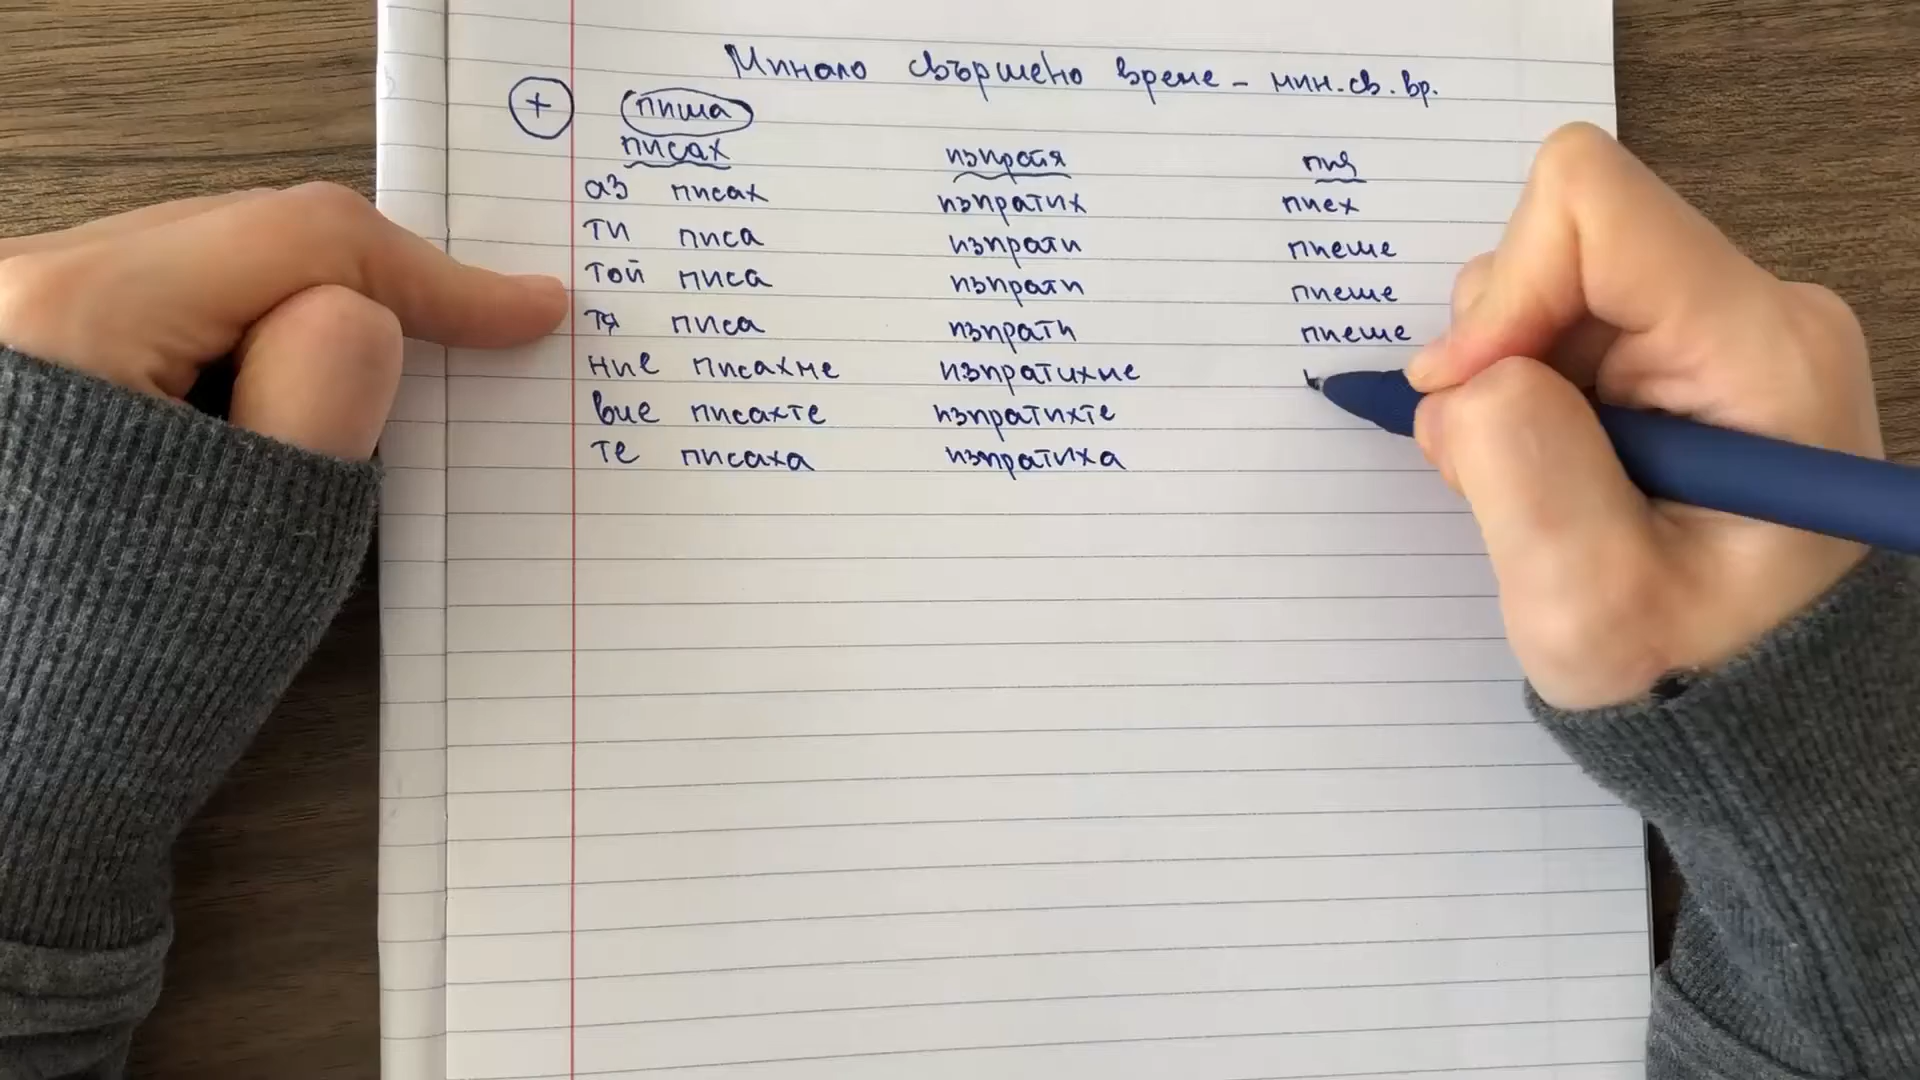 Минало свършено време - мин.св.вр.
+ пиша
писах изпратя пия
аз писах изпратих пиех
ти писа изпрати пиеше
той писа изпрати пиеше
тя писа изпрати пиеше
ние писахме изпратихме
вие писахте изпратихте
те писаха изпратиха